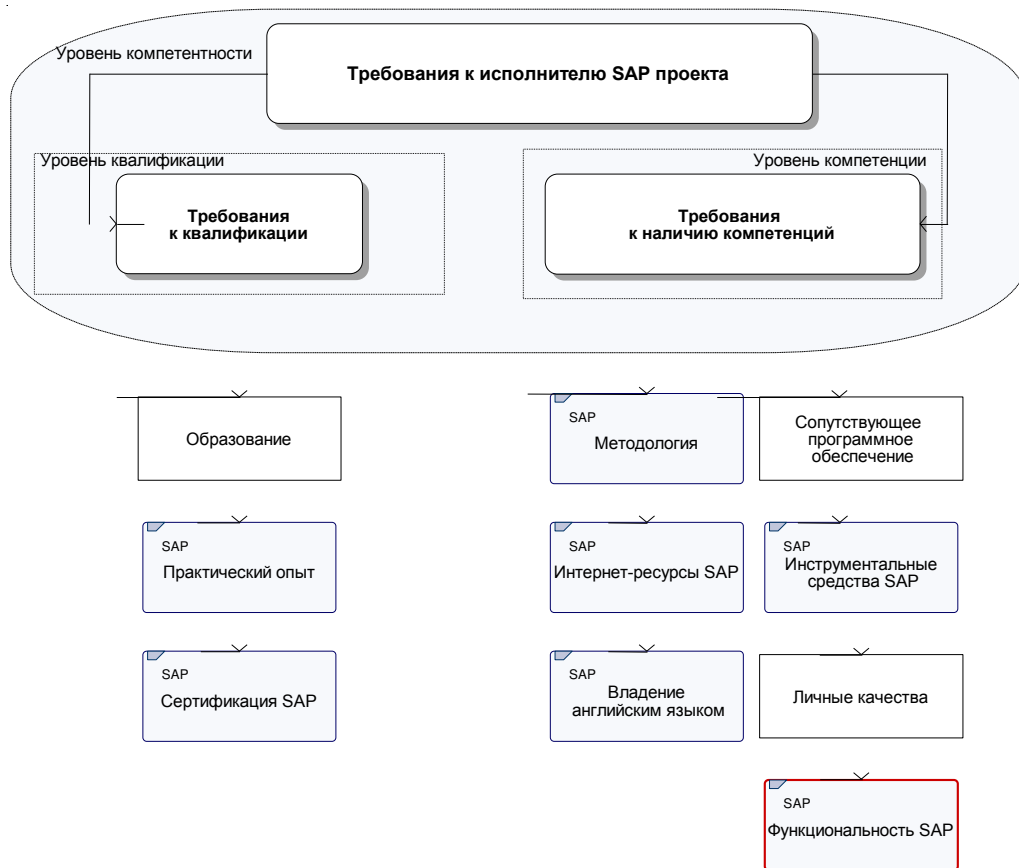 Уровень компетентности
Требования к исполнителю SAP проекта
Уровень квалификации
Уровень компетенции
Требования
к квалификации
Требования
к наличию компетенций
Образование
SAP
Методология
Сопутствующее
программное
обеспечение
SAP
Практический опыт
SAP
Интернет-ресурсы SAP
SAP
Инструментальные
средства SAP
SAP
Сертификация SAP
SAP
Владение
английским языком
Личные качества
SAP
Функциональность SAP